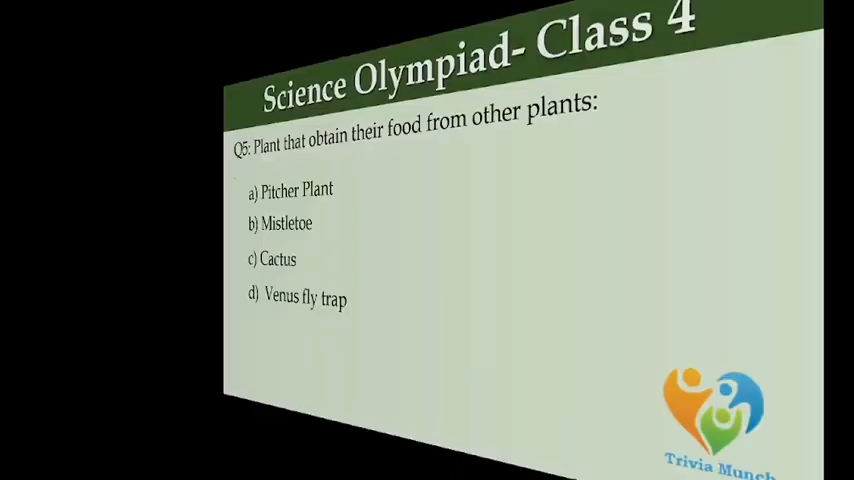 Science Olympiad- Class 4
Q5: Plant that obtain their food from other plants:
a) Pitcher Plant
b) Mistletoe
c) Cactus
d) Venus fly trap
Trivia Munch